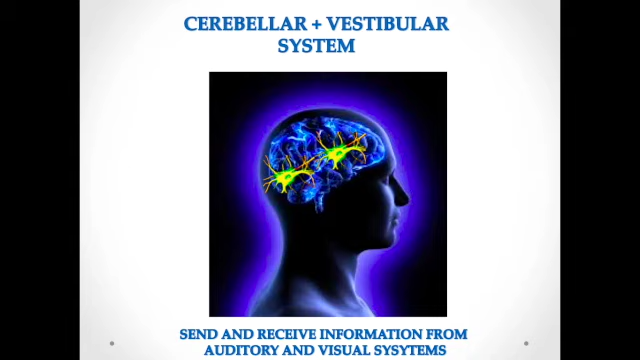 CEREBELLAR + VESTIBULAR
SYSTEM
SEND AND RECEIVE INFORMATION FROM
AUDITORY AND VISUAL SYSYTEMS